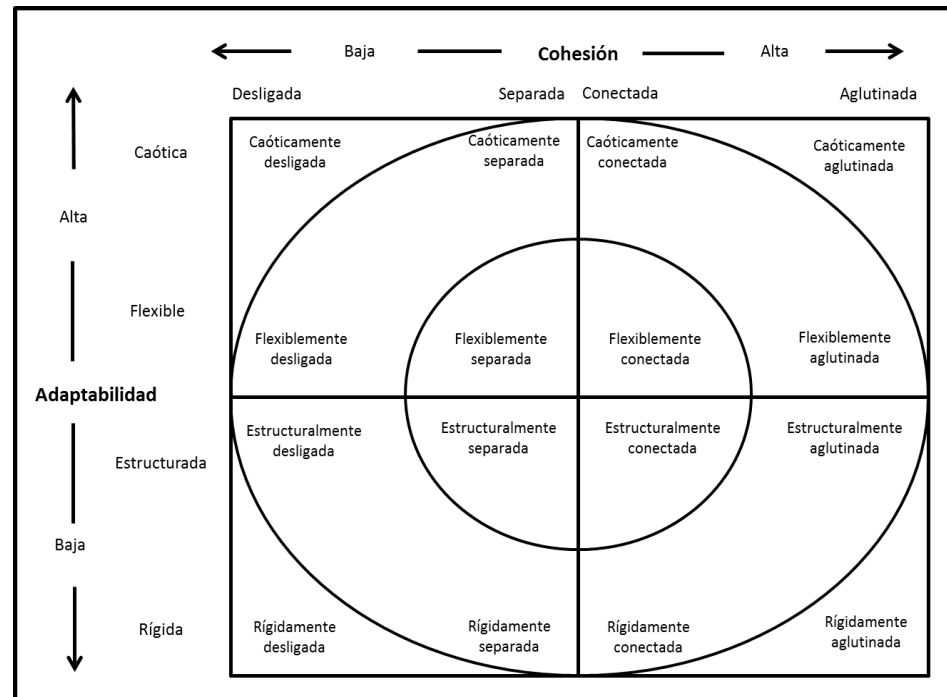 Baja Cohesión Alta
Desligada Separada Conectada Aglutinada
Caótica
Caóticamente
desligada
Caóticamente
separada
Caóticamente
conectada
Caóticamente
aglutinada
Alta
Flexible
Flexiblemente
desligada
Flexiblemente
separada
Flexiblemente
conectada
Flexiblemente
aglutinada
Adaptabilidad
Estructurada
Estructuralmente
desligada
Estructuralmente
separada
Estructuralmente
conectada
Estructuralmente
aglutinada
Baja
Rígida
Rígidamente
desligada
Rígidamente
separada
Rígidamente
conectada
Rígidamente
aglutinada